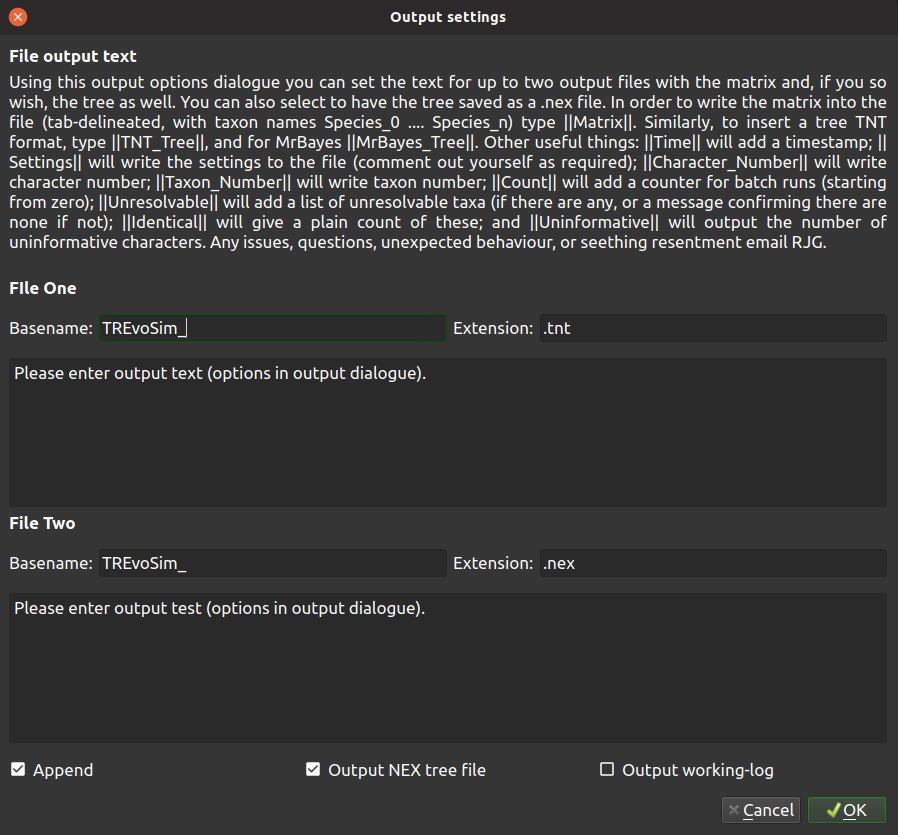 Output settings
File output text
Using this output options dialogue you can set the text for up to two output files with the matrix and, if you so
wish, the tree as well. You can also select to have the tree saved as a .nex file. In order to write the matrix into the
file (tab-delineated, with taxon names Species_0 .... Species_n) type ||Matrix||. Similarly, to insert a tree TNT
format, type ||TNT_Tree||, and for MrBayes ||MrBayes_Tree||. Other useful things: ||Time|| will add a timestamp; ||
Settings|| will write the settings to the file (comment out yourself as required); ||Character_Number|| will write
character number; ||Taxon_Number|| will write taxon number; ||Count|| will add a counter for batch runs (starting
from zero); ||Unresolvable|| will add a list of unresolvable taxa (if there are any, or a message confirming there are
none if not); ||Identical|| will give a plain count of these; and ||Uninformative|| will output the number of
uninformative characters. Any issues, questions, unexpected behaviour, or seething resentment email RJG.
FIle One
Basename: TREvoSim_ Extension: .tnt
Please enter output text (options in output dialogue).
File Two
Basename: TREvoSim_ Extension: .nex
Please enter output test (options in output dialogue).
Append Output NEX tree file Output working-log
Cancel OK